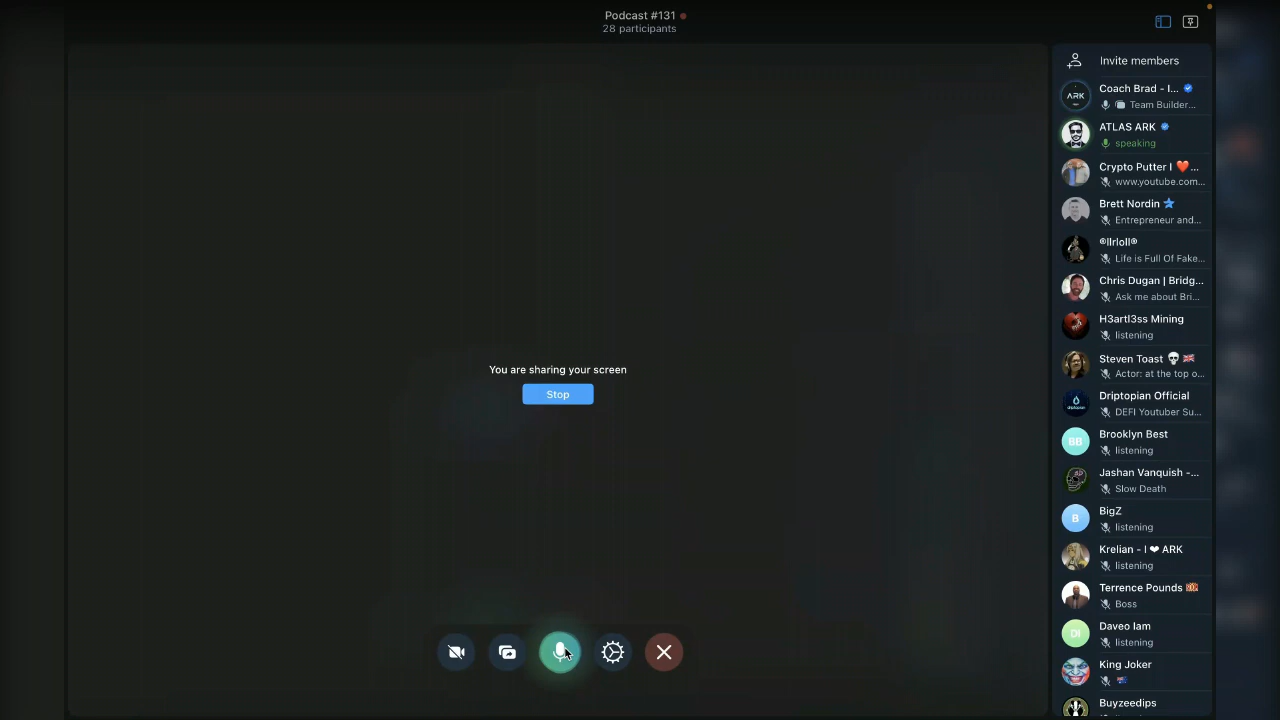 Podcast #131
28 participants
Invite members
Coach Brad - I...
Team Builder...
ATLAS ARK
speaking
Crypto Putter I ❤️...
www.youtube.com...
Brett Nordin
Entrepreneur and...
®llrloll®
Life is Full Of Fake...
Chris Dugan | Bridg...
Ask me about Bri...
H3artl3ss Mining
listening
Steven Toast 💀 🇬🇧
Actor: at the top o...
You are sharing your screen
Stop
Driptopian Official
DEFI Youtuber Su...
BB
Brooklyn Best
listening
Jashan Vanquish -...
Slow Death
B
BigZ
listening
Krelian - I ❤ ARK
listening
Terrence Pounds
Boss
DI
Daveo Iam
listening
King Joker
🇦🇺
Buyzeedips
ARK